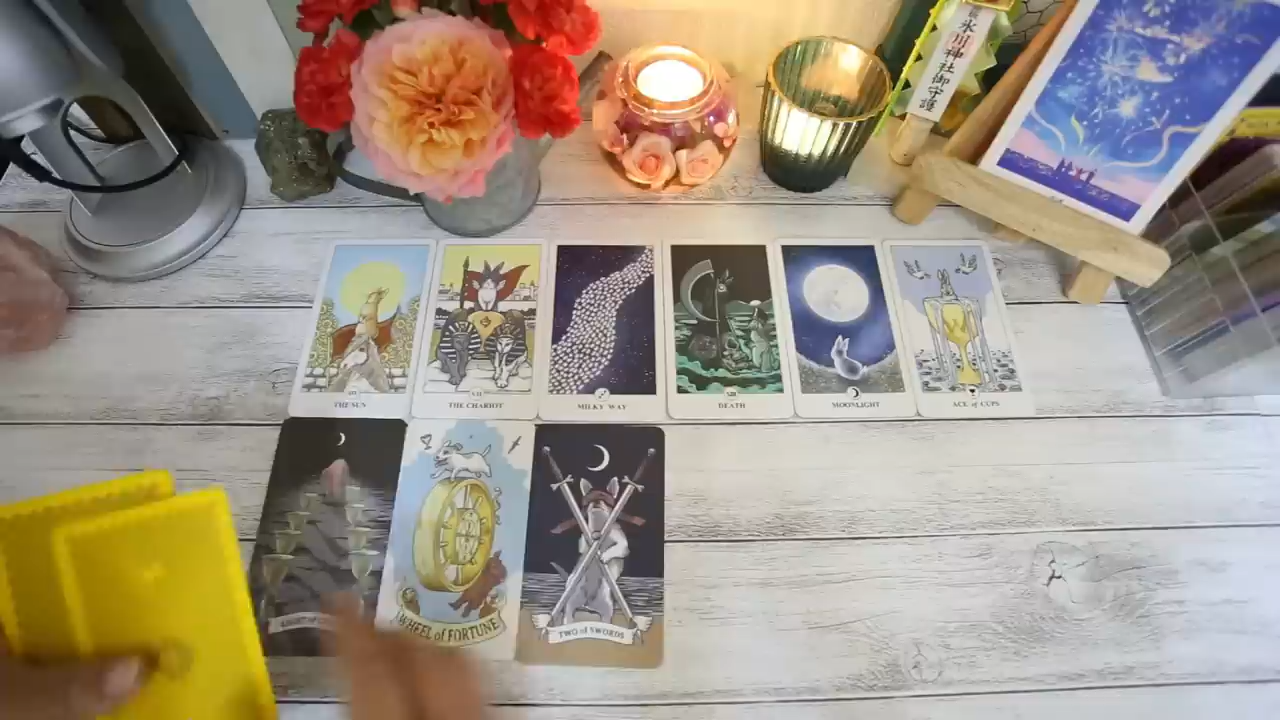 氷川神社御守護
THE SUN
THE CHARIOT
MILKY WAY
DEATH
MOONLIGHT
ACE of CUPS
WHEEL of FORTUNE
TWO of SWORDS